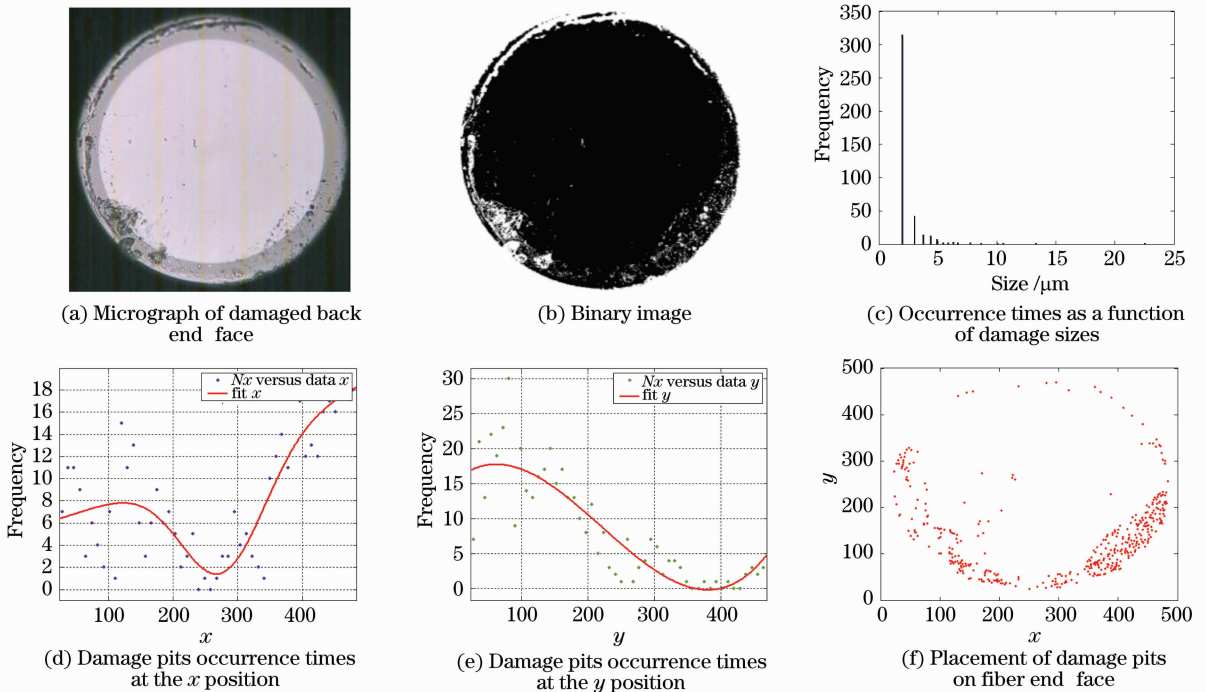 350
300
250
200
150
100
50
0
Frequency
0 5 10 15 20 25
Size /μm
(a) Micrograph of damaged back
end face
(b) Binary image
(c) Occurrence times as a function
of damage sizes
18
16
14
12
10
8
6
4
2
0
Frequency
Nx versus data x
fit x
100 200 300 400
x
(d) Damage pits occurrence times
at the x position
30
25
20
15
10
5
0
Frequency
Nx versus data y
fit y
100 200 300 400
y
(e) Damage pits occurrence times
at the y position
500
400
300
200
100
0
y
0 100 200 300 400 500
x
(f) Placement of damage pits
on fiber end face